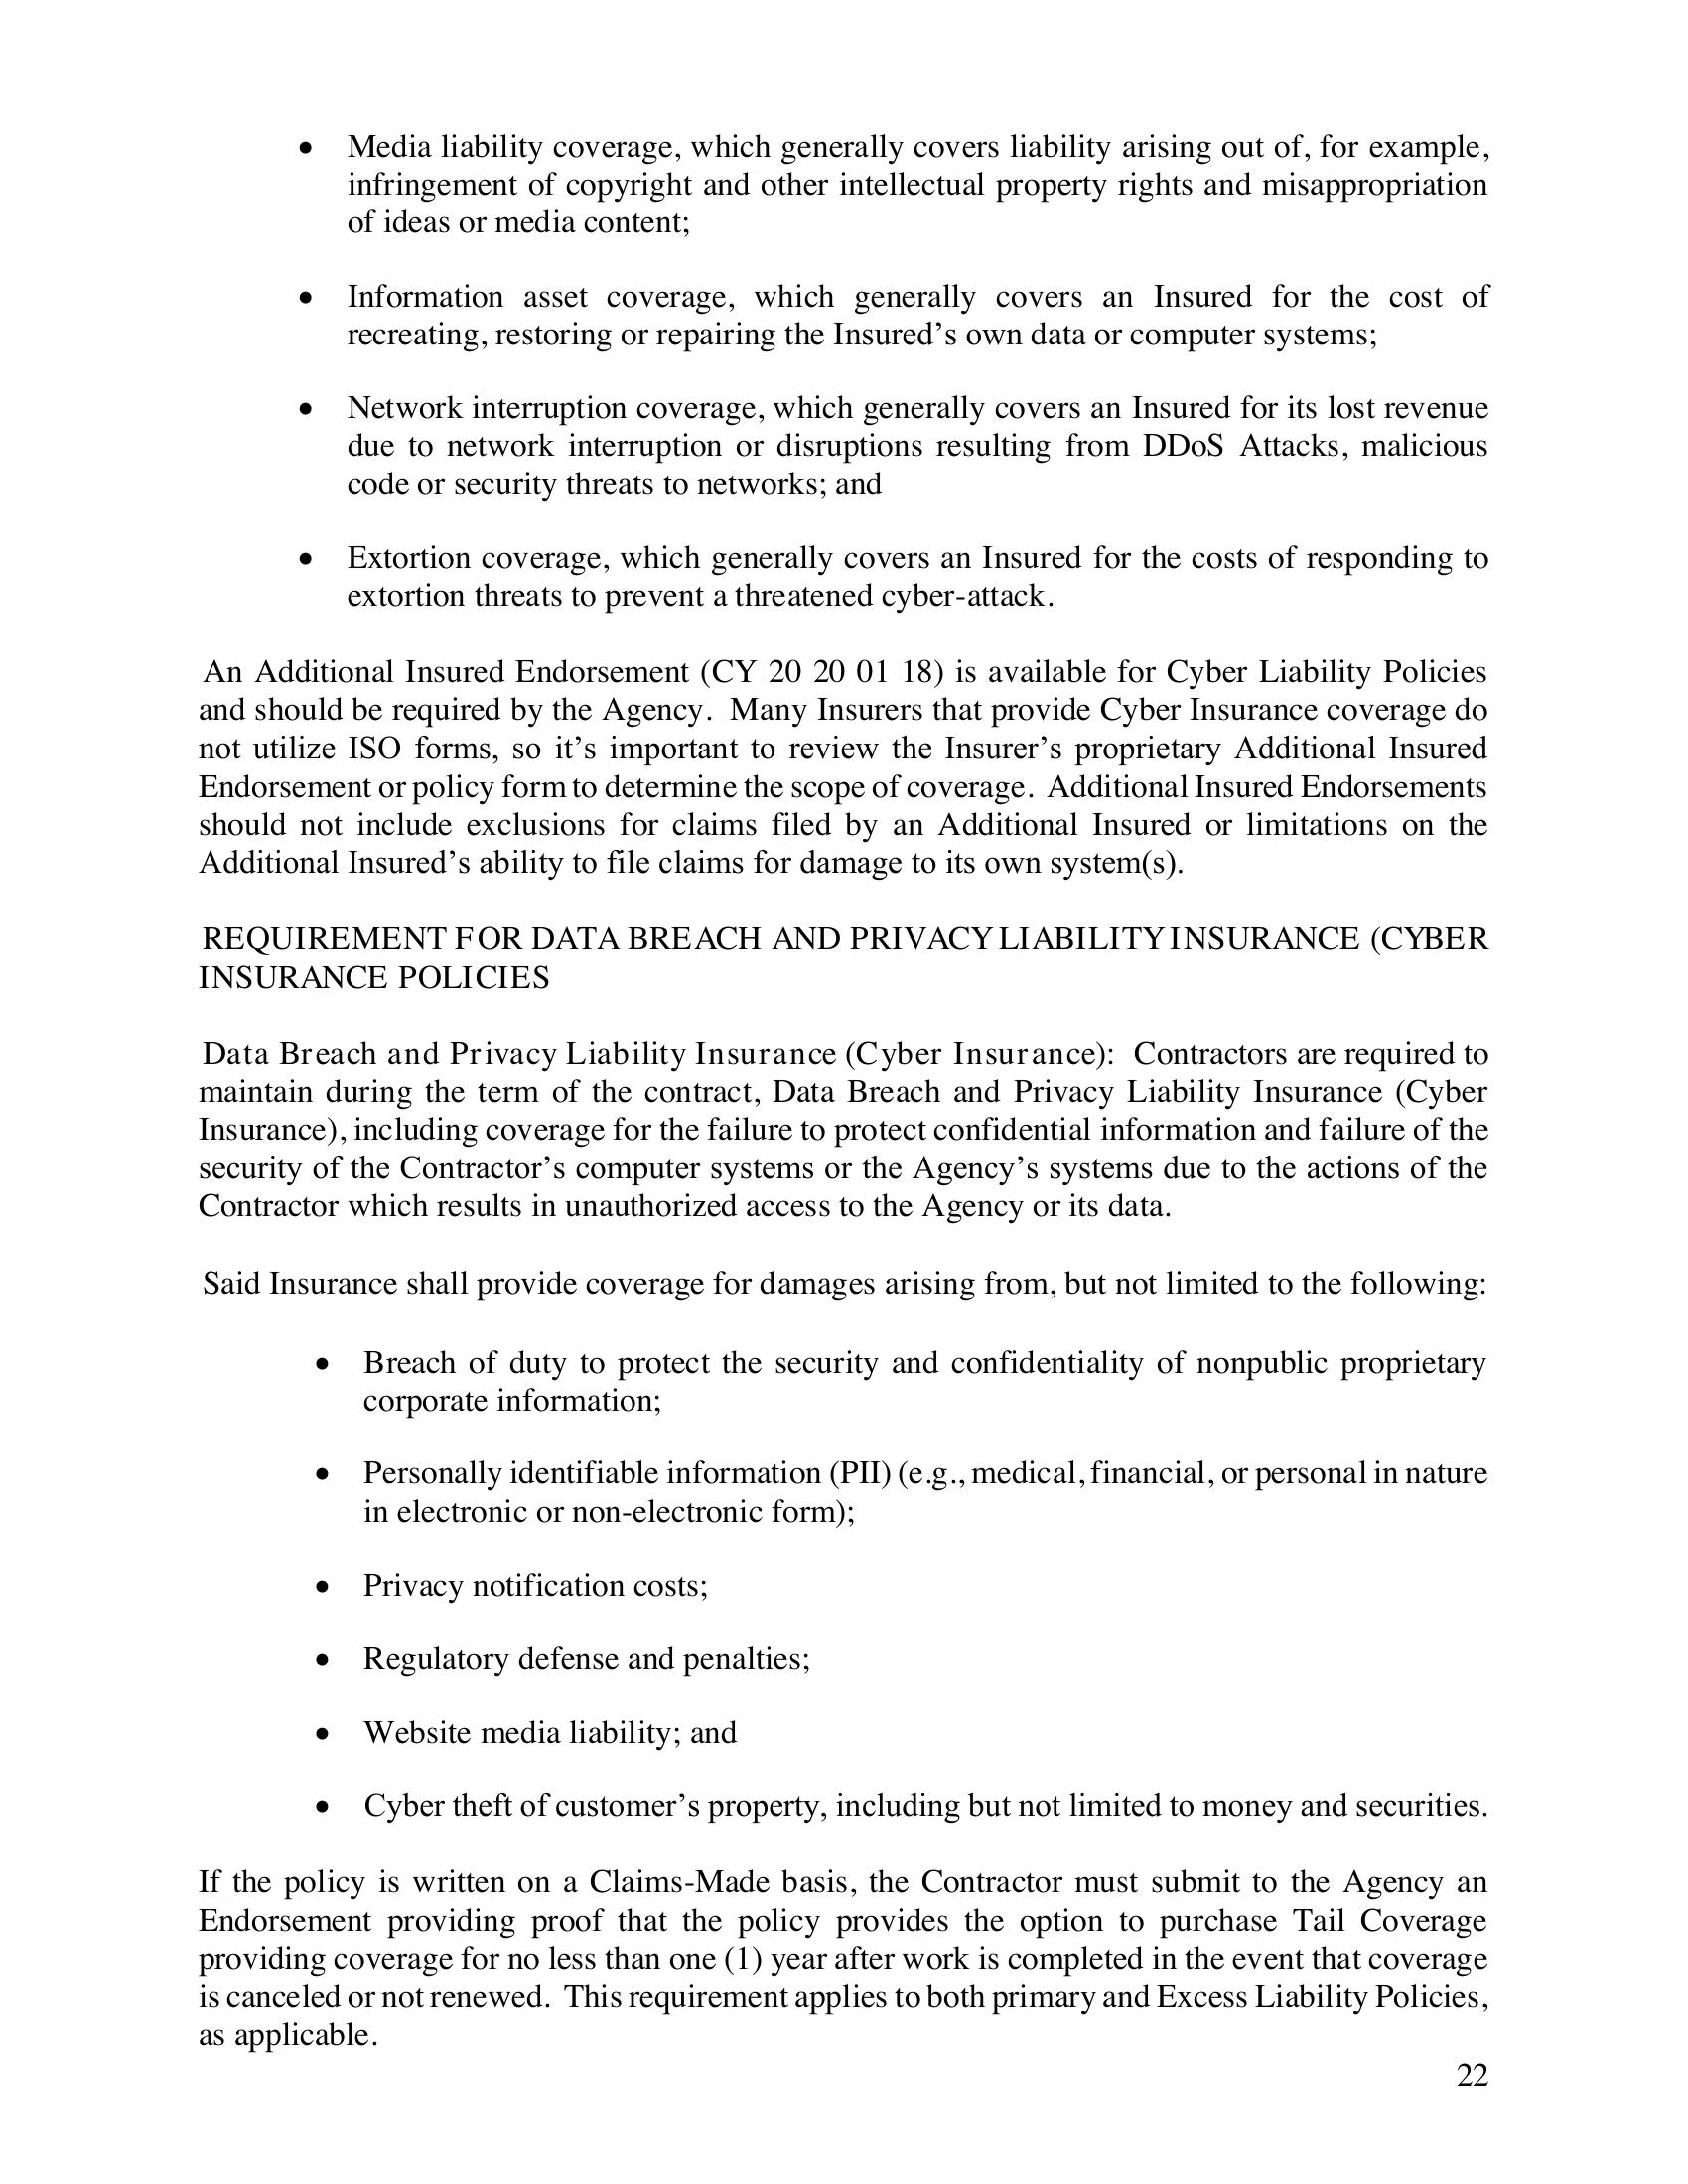 • Media liability coverage, which generally covers liability arising out of, for example,
infringement of copyright and other intellectual property rights and misappropriation
of ideas or media content;
• Information asset coverage, which generally covers an Insured for the cost of
recreating, restoring or repairing the Insured’s own data or computer systems;
• Network interruption coverage, which generally covers an Insured for its lost revenue
due to network interruption or disruptions resulting from DDoS Attacks, malicious
code or security threats to networks; and
• Extortion coverage, which generally covers an Insured for the costs of responding to
extortion threats to prevent a threatened cyber-attack.
An Additional Insured Endorsement (CY 20 20 01 18) is available for Cyber Liability Policies
and should be required by the Agency. Many Insurers that provide Cyber Insurance coverage do
not utilize ISO forms, so it’s important to review the Insurer’s proprietary Additional Insured
Endorsement or policy form to determine the scope of coverage. Additional Insured Endorsements
should not include exclusions for claims filed by an Additional Insured or limitations on the
Additional Insured’s ability to file claims for damage to its own system(s).
REQUIREMENT FOR DATA BREACH AND PRIVACY LIABILITY INSURANCE (CYBER
INSURANCE POLICIES
Data Breach and Privacy Liability Insurance (Cyber Insurance): Contractors are required to
maintain during the term of the contract, Data Breach and Privacy Liability Insurance (Cyber
Insurance), including coverage for the failure to protect confidential information and failure of the
security of the Contractor’s computer systems or the Agency’s systems due to the actions of the
Contractor which results in unauthorized access to the Agency or its data.
Said Insurance shall provide coverage for damages arising from, but not limited to the following:
• Breach of duty to protect the security and confidentiality of nonpublic proprietary
corporate information;
• Personally identifiable information (PII) (e.g., medical, financial, or personal in nature
in electronic or non-electronic form);
• Privacy notification costs;
• Regulatory defense and penalties;
• Website media liability; and
• Cyber theft of customer’s property, including but not limited to money and securities.
If the policy is written on a Claims-Made basis, the Contractor must submit to the Agency an
Endorsement providing proof that the policy provides the option to purchase Tail Coverage
providing coverage for no less than one (1) year after work is completed in the event that coverage
is canceled or not renewed. This requirement applies to both primary and Excess Liability Policies,
as applicable.
22